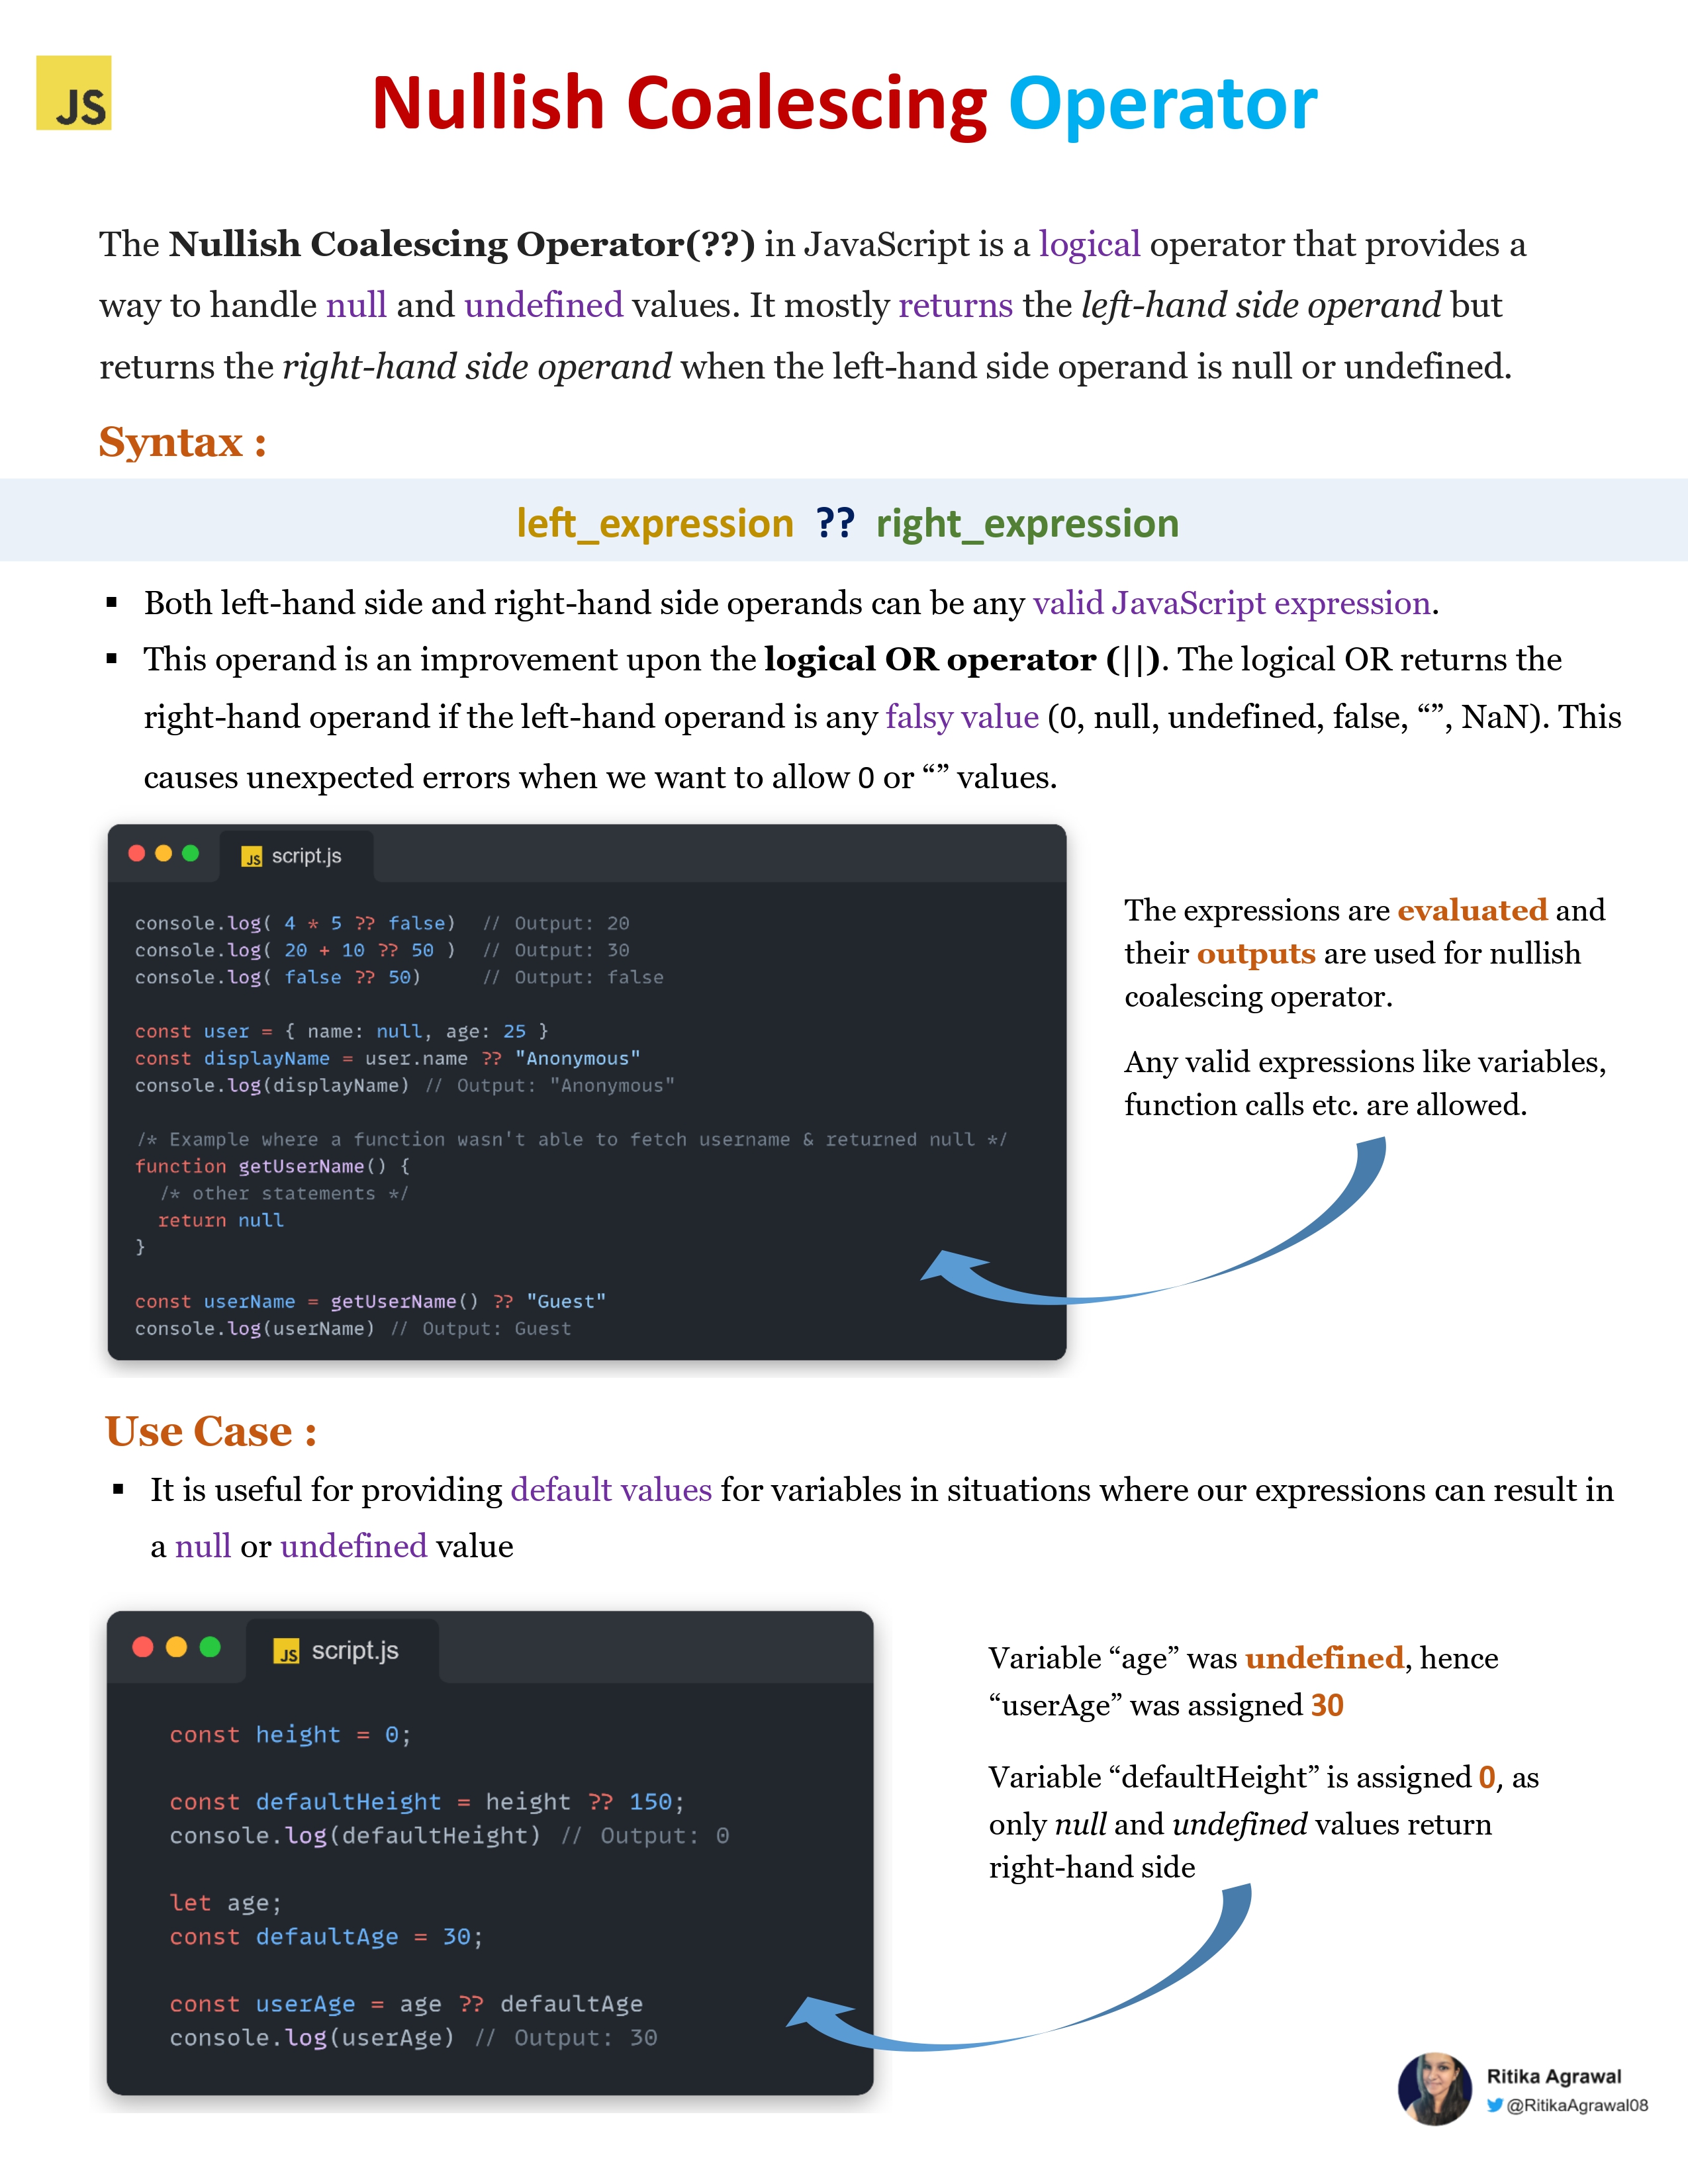 JS
Nullish Coalescing Operator
The Nullish Coalescing Operator(??) in JavaScript is a logical operator that provides a
way to handle null and undefined values. It mostly returns the left-hand side operand but
returns the right-hand side operand when the left-hand side operand is null or undefined.
Syntax :
left_expression ?? right_expression
▪ Both left-hand side and right-hand side operands can be any valid JavaScript expression.
▪ This operand is an improvement upon the logical OR operator (||). The logical OR returns the
right-hand operand if the left-hand operand is any falsy value (0, null, undefined, false, “”, NaN). This
causes unexpected errors when we want to allow 0 or “” values.
JS script.js
console.log( 4 * 5 ?? false) // Output: 20
console.log( 20 + 10 ?? 50 ) // Output: 30
console.log( false ?? 50) // Output: false
const user = { name: null, age: 25 }
const displayName = user.name ?? "Anonymous"
console.log(displayName) // Output: "Anonymous"
/* Example where a function wasn't able to fetch username & returned null */
function getUserName() {
/* other statements */
return null
}
const userName = getUserName() ?? "Guest"
console.log(userName) // Output: Guest
The expressions are evaluated and
their outputs are used for nullish
coalescing operator.
Any valid expressions like variables,
function calls etc. are allowed.
Use Case :
▪ It is useful for providing default values for variables in situations where our expressions can result in
a null or undefined value
JS script.js
const height = 0;
const defaultHeight = height ?? 150;
console.log(defaultHeight) // Output: 0
let age;
const defaultAge = 30;
const userAge = age ?? defaultAge
console.log(userAge) // Output: 30
Variable “age” was undefined, hence
“userAge” was assigned 30
Variable “defaultHeight” is assigned 0, as
only null and undefined values return
right-hand side
Ritika Agrawal
@RitikaAgrawal08